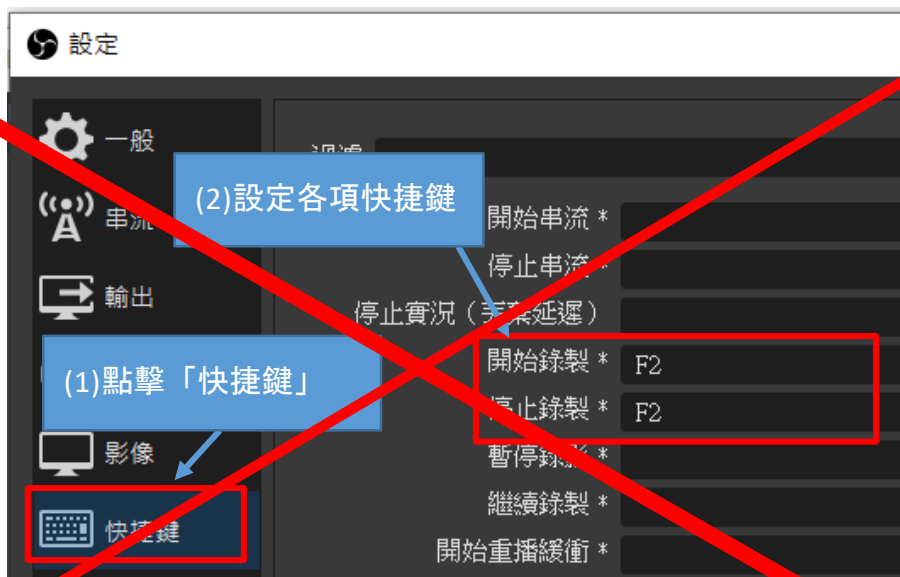 設定
一般
過濾
(2)設定各項快捷鍵
串流
開始串流 *
停止串流 *
輸出
停止實況（丟棄延遲）
(1)點擊「快捷鍵」
開始錄製 * F2
停止錄製 * F2
影像
暫停錄影 *
繼續錄製 *
快捷鍵
開始重播緩衝 *